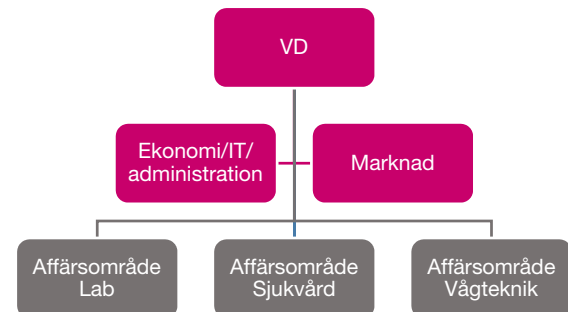 VD
Ekonomi/IT/
administration
Marknad
Affärsområde
Lab
Affärsområde
Sjukvård
Affärsområde
Vågteknik